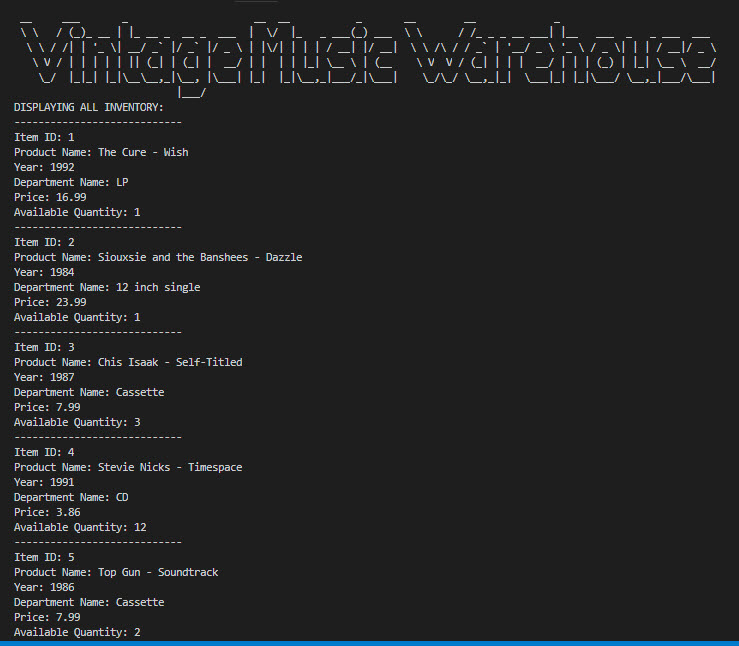 Vintage Music Warehouse
DISPLAYING ALL INVENTORY:
----------------------------
Item ID: 1
Product Name: The Cure - Wish
Year: 1992
Department Name: LP
Price: 16.99
Available Quantity: 1
----------------------------
Item ID: 2
Product Name: Siouxsie and the Banshees - Dazzle
Year: 1984
Department Name: 12 inch single
Price: 23.99
Available Quantity: 1
----------------------------
Item ID: 3
Product Name: Chis Isaak - Self-Titled
Year: 1987
Department Name: Cassette
Price: 7.99
Available Quantity: 3
----------------------------
Item ID: 4
Product Name: Stevie Nicks - Timespace
Year: 1991
Department Name: CD
Price: 3.86
Available Quantity: 12
----------------------------
Item ID: 5
Product Name: Top Gun - Soundtrack
Year: 1986
Department Name: Cassette
Price: 7.99
Available Quantity: 2